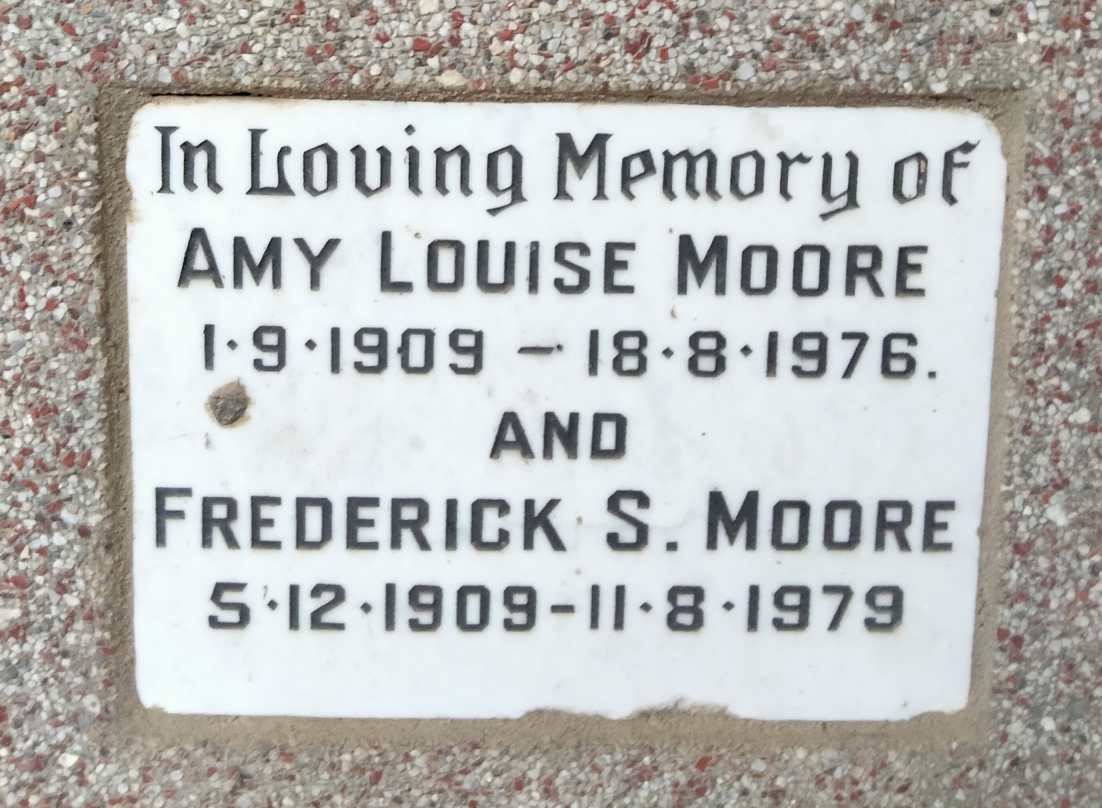 In Loving Memory of
AMY LOUISE MOORE
1·9·1909 - 18·8·1976.
AND
FREDERICK S. MOORE
5·12·1909-11·8·1979